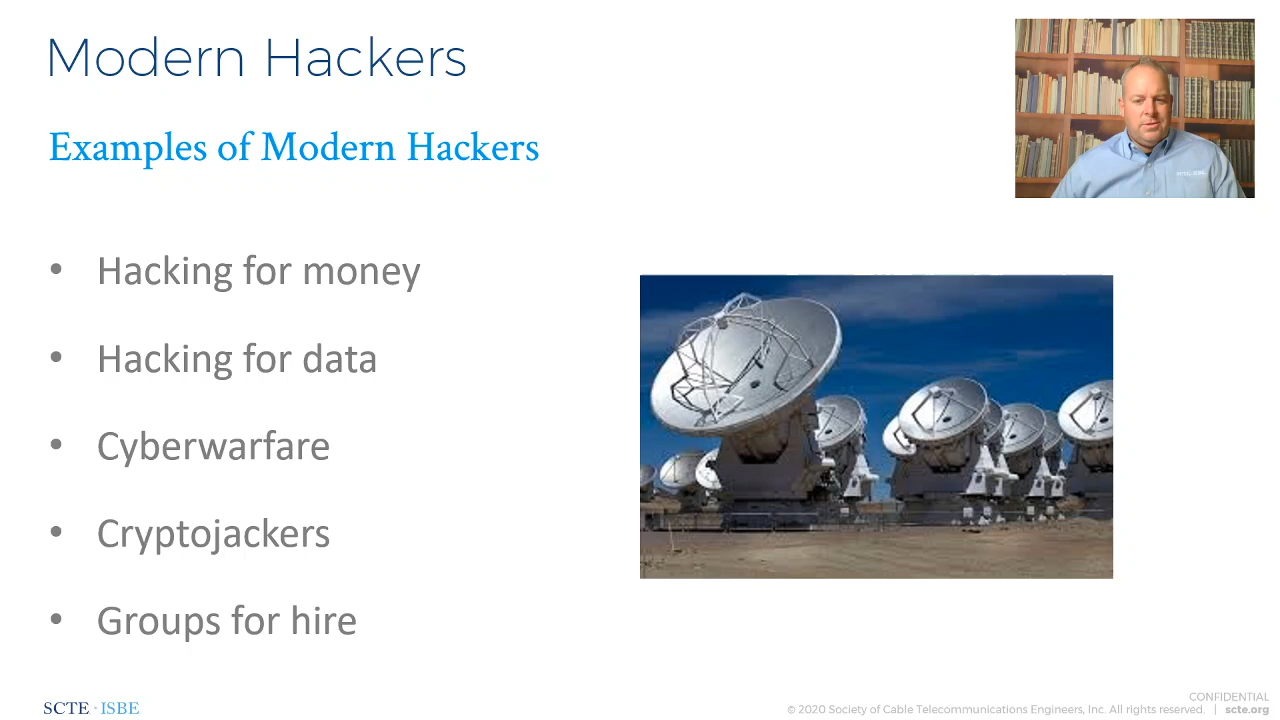 Modern Hackers
Examples of Modern Hackers
• Hacking for money
• Hacking for data
• Cyberwarfare
• Cryptojackers
• Groups for hire
SCTE · ISBE
CONFIDENTIAL
© 2020 Society of Cable Telecommunications Engineers, Inc. All rights reserved. | scte.org